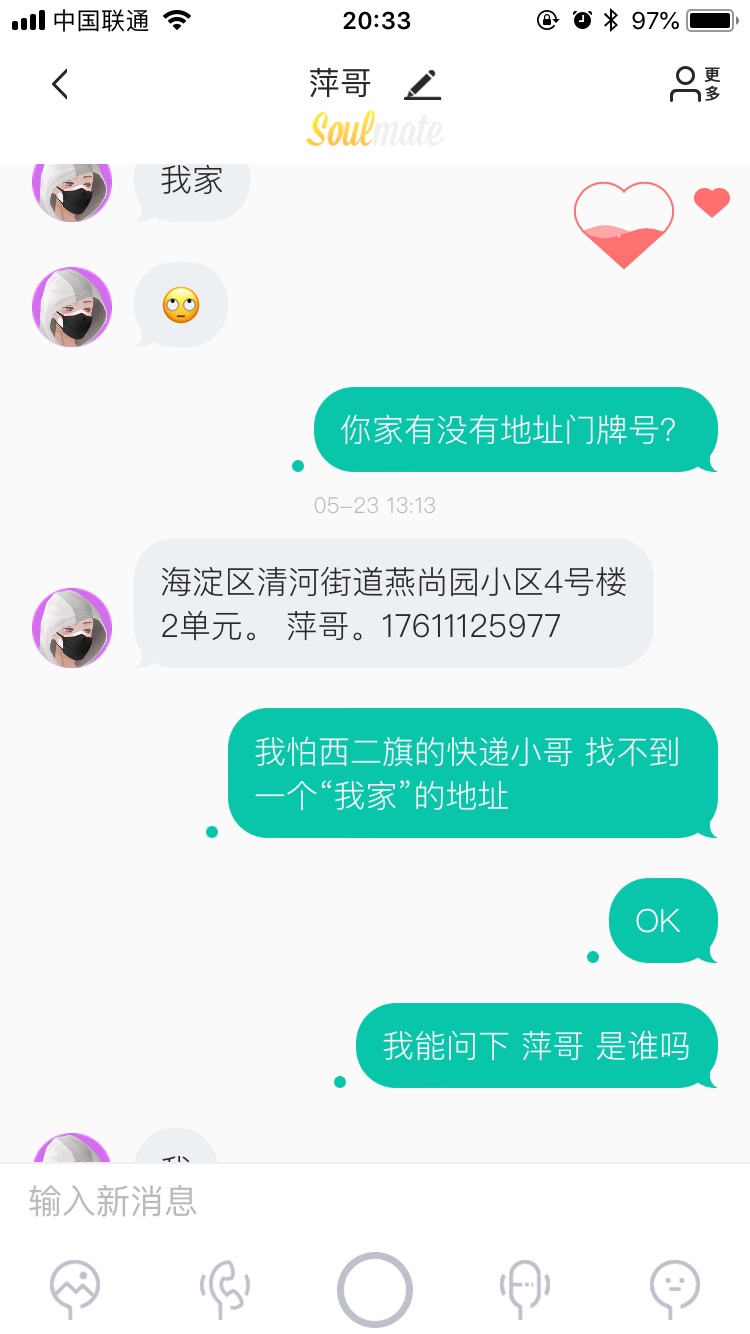 中国联通
20:33
97%
萍哥
更多
Soulmate
我家
你家有没有地址门牌号？
05-23 13:13
海淀区清河街道燕尚园小区4号楼
2单元。 萍哥。17611125977
我怕西二旗的快递小哥 找不到
一个“我家”的地址
OK
我能问下 萍哥 是谁吗
我
输入新消息